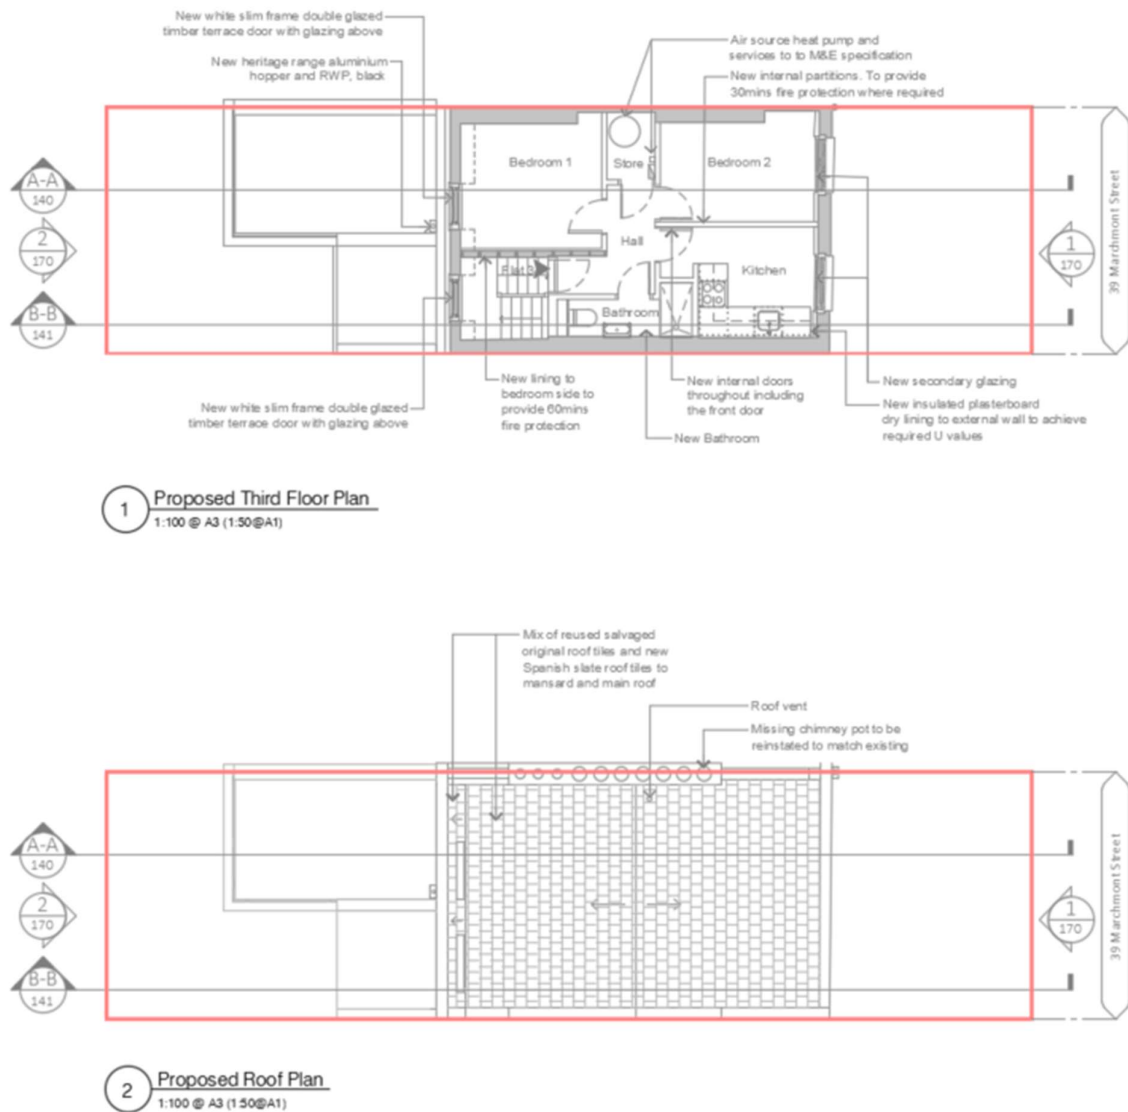 New white slim frame double glazed
timber terrace door with glazing above
New heritage range aluminium
hopper and RWP, black
Air source heat pump and
services to to M&E specification
New internal partitions. To provide
30mins fire protection where required
A-A
140
2
170
B-B
141
Bedroom 1
Store
Bedroom 2
Hall
Flat 3
Kitchen
Bathroom
1
170
39 Marchmont Street
New white slim frame double glazed
timber terrace door with glazing above
New lining to
bedroom side to
provide 60mins
fire protection
New internal doors
throughout including
the front door
New Bathroom
New secondary glazing
New insulated plasterboard
dry lining to external wall to achieve
required U values
1
Proposed Third Floor Plan
1:100 @ A3 (1:50@A1)
Mix of reused salvaged
original roof tiles and new
Spanish slate roof tiles to
mansard and main roof
Roof vent
Missing chimney pot to be
reinstated to match existing
A-A
140
2
170
B-B
141
1
170
39 Marchmont Street
2
Proposed Roof Plan
1:100 @ A3 (1:50@A1)